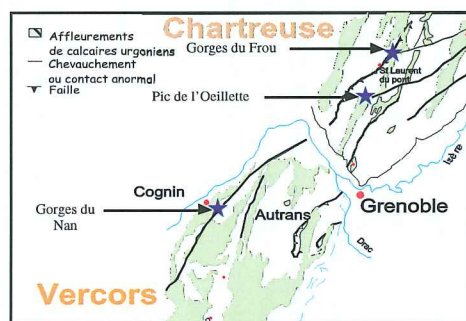 Chartreuse
Affleurements
de calcaires urgoniens
Chevauchement
ou contact anormal
Faille
Gorges du Frou
St Laurent
du pont
Pic de l'Oeillette
Izère
Cognin
Grenoble
Autrans
Gorges du
Nan
Drac
Vercors